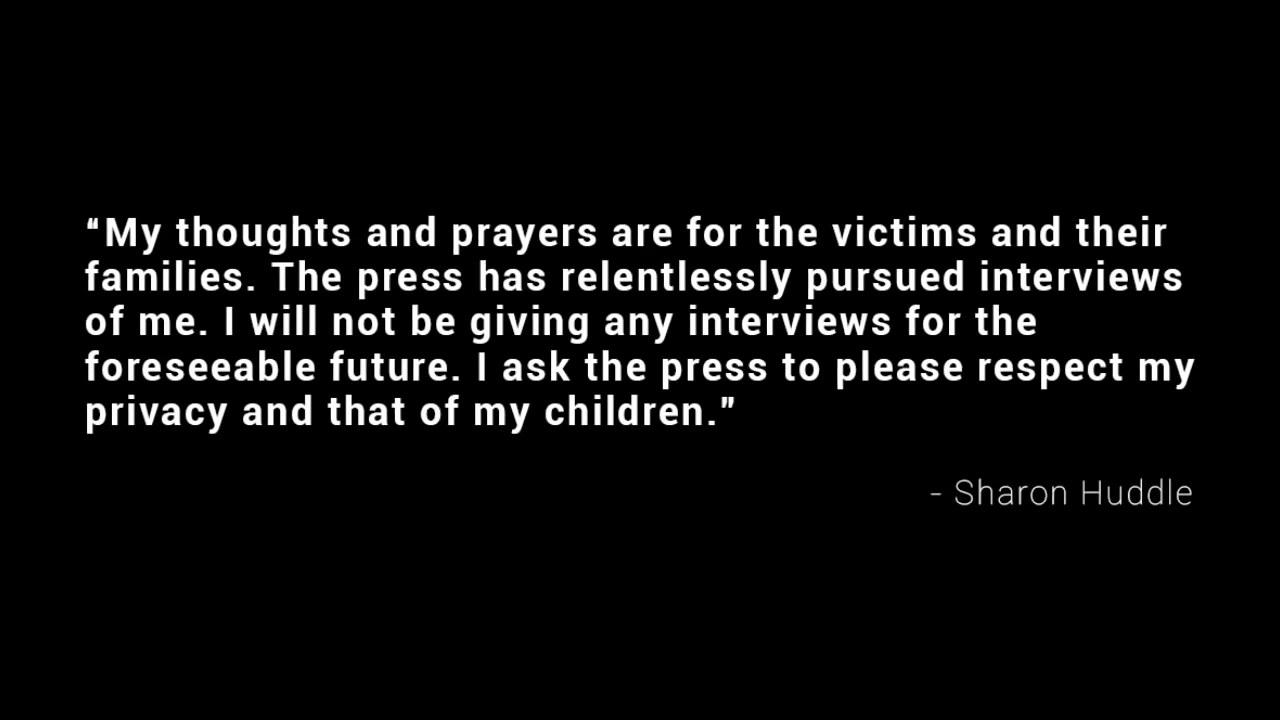 “My thoughts and prayers are for the victims and their
families. The press has relentlessly pursued interviews
of me. I will not be giving any interviews for the
foreseeable future. I ask the press to please respect my
privacy and that of my children.”
- Sharon Huddle